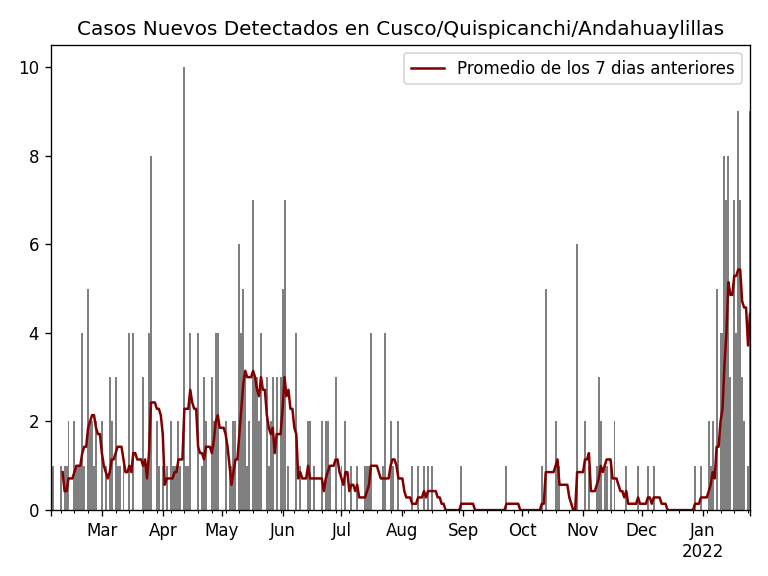 Casos Nuevos Detectados en Cusco/Quispicanchi/Andahuaylillas
Promedio de los 7 dias anteriores
10
8
6
4
2
0
Mar Apr May Jun Jul Aug Sep Oct Nov Dec Jan
2022